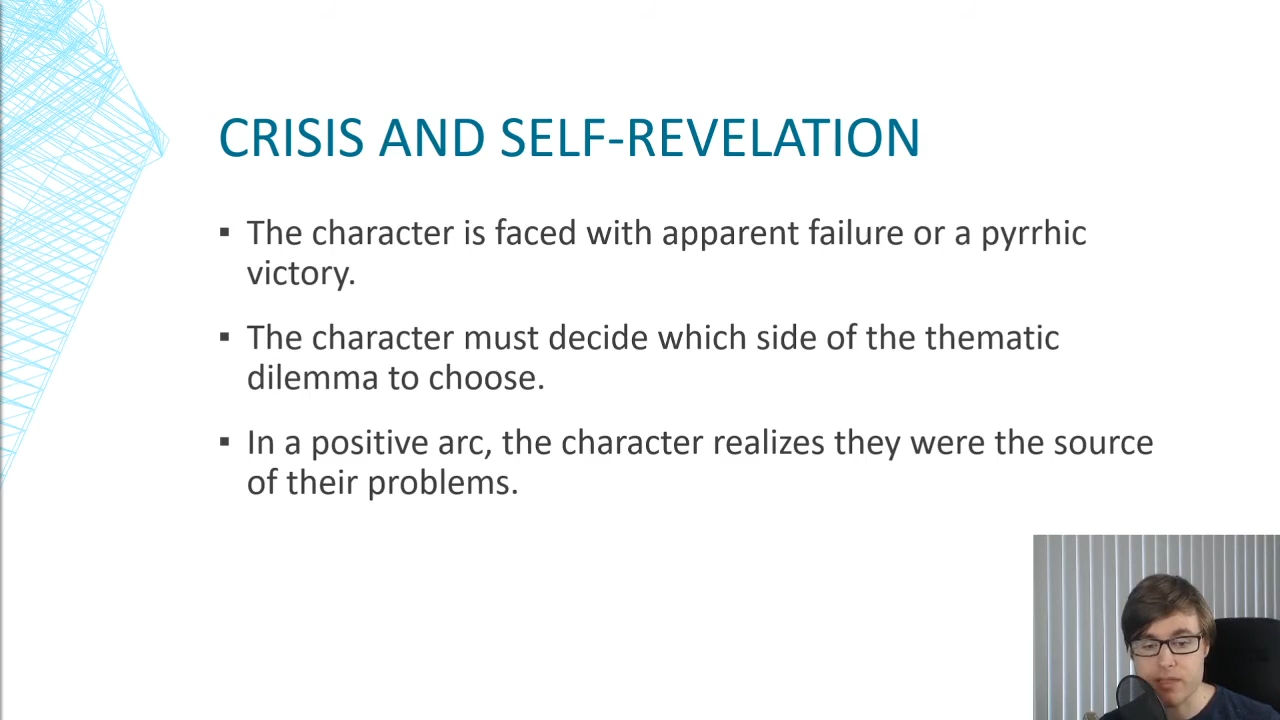 CRISIS AND SELF-REVELATION
▪ The character is faced with apparent failure or a pyrrhic
victory.
▪ The character must decide which side of the thematic
dilemma to choose.
▪ In a positive arc, the character realizes they were the source
of their problems.